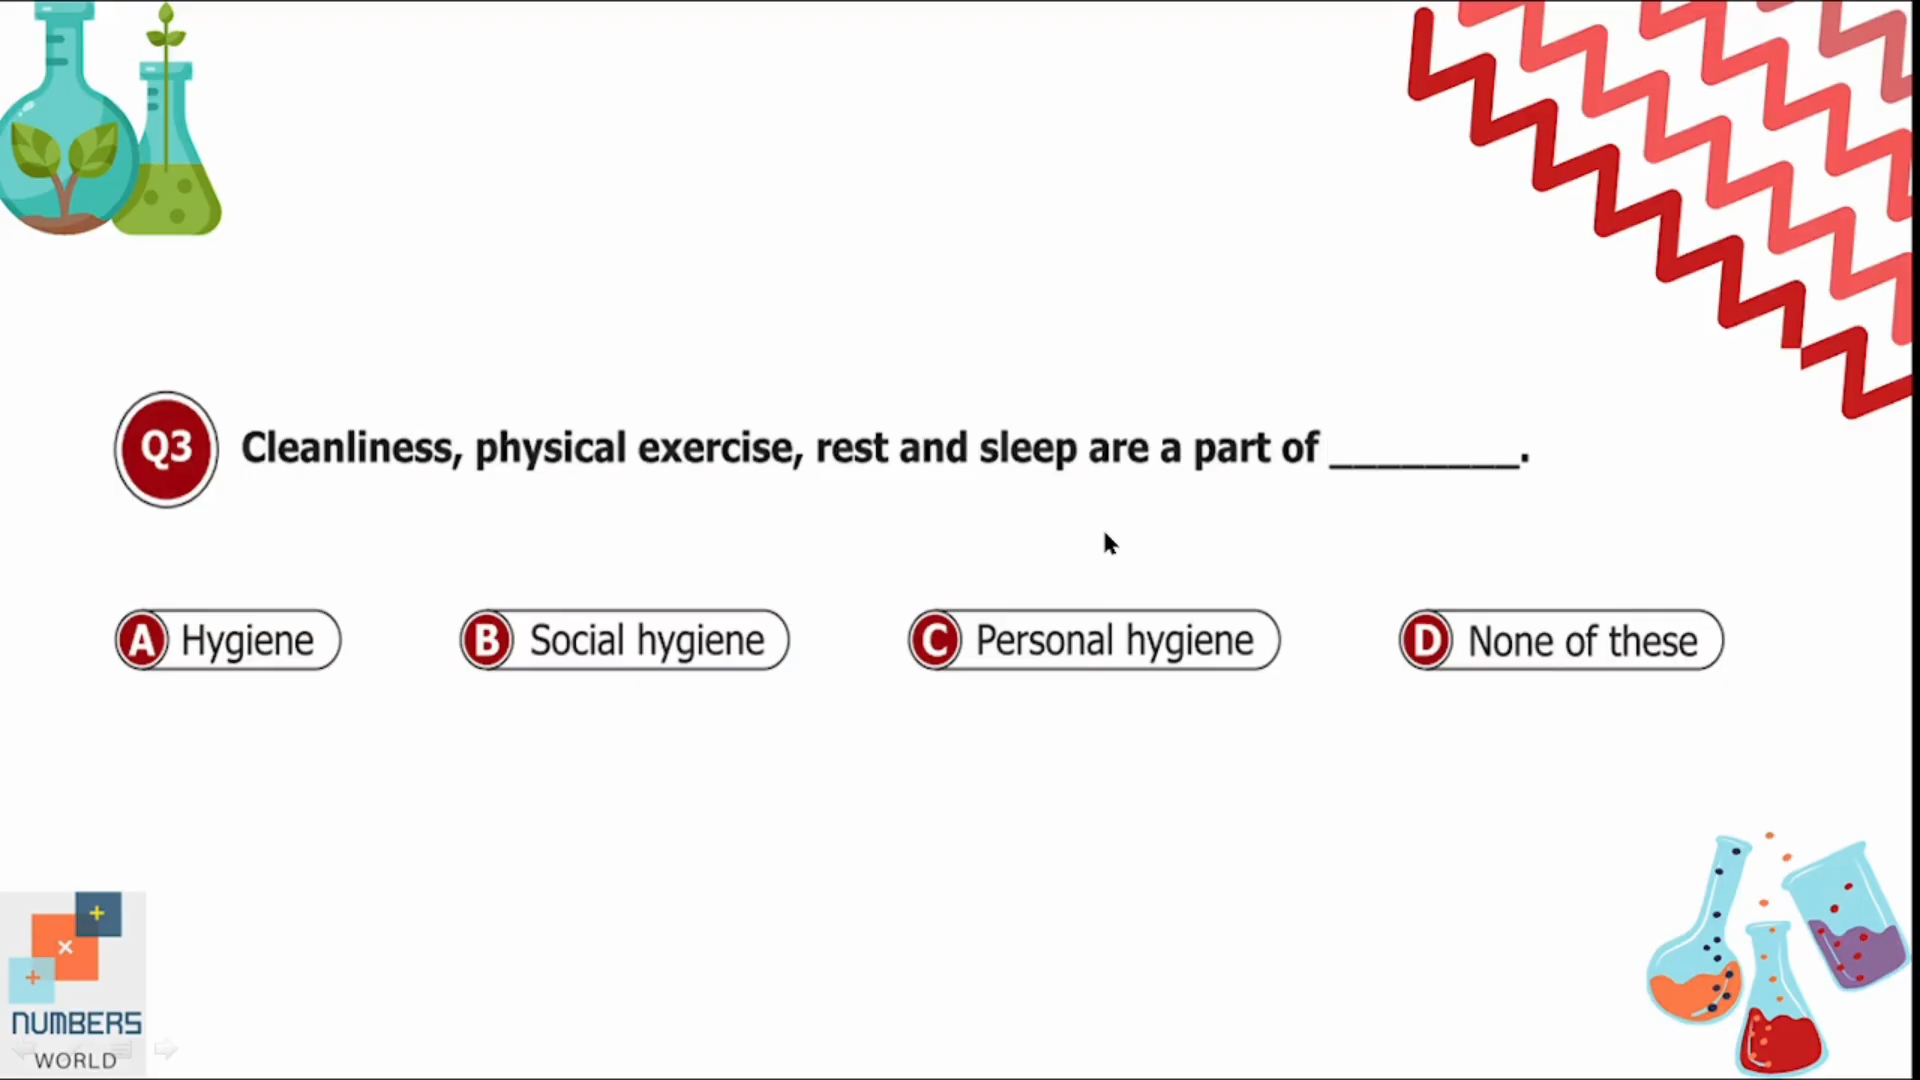 Q3 Cleanliness, physical exercise, rest and sleep are a part of ________.
A Hygiene B Social hygiene C Personal hygiene D None of these
NUMBERS
WORLD